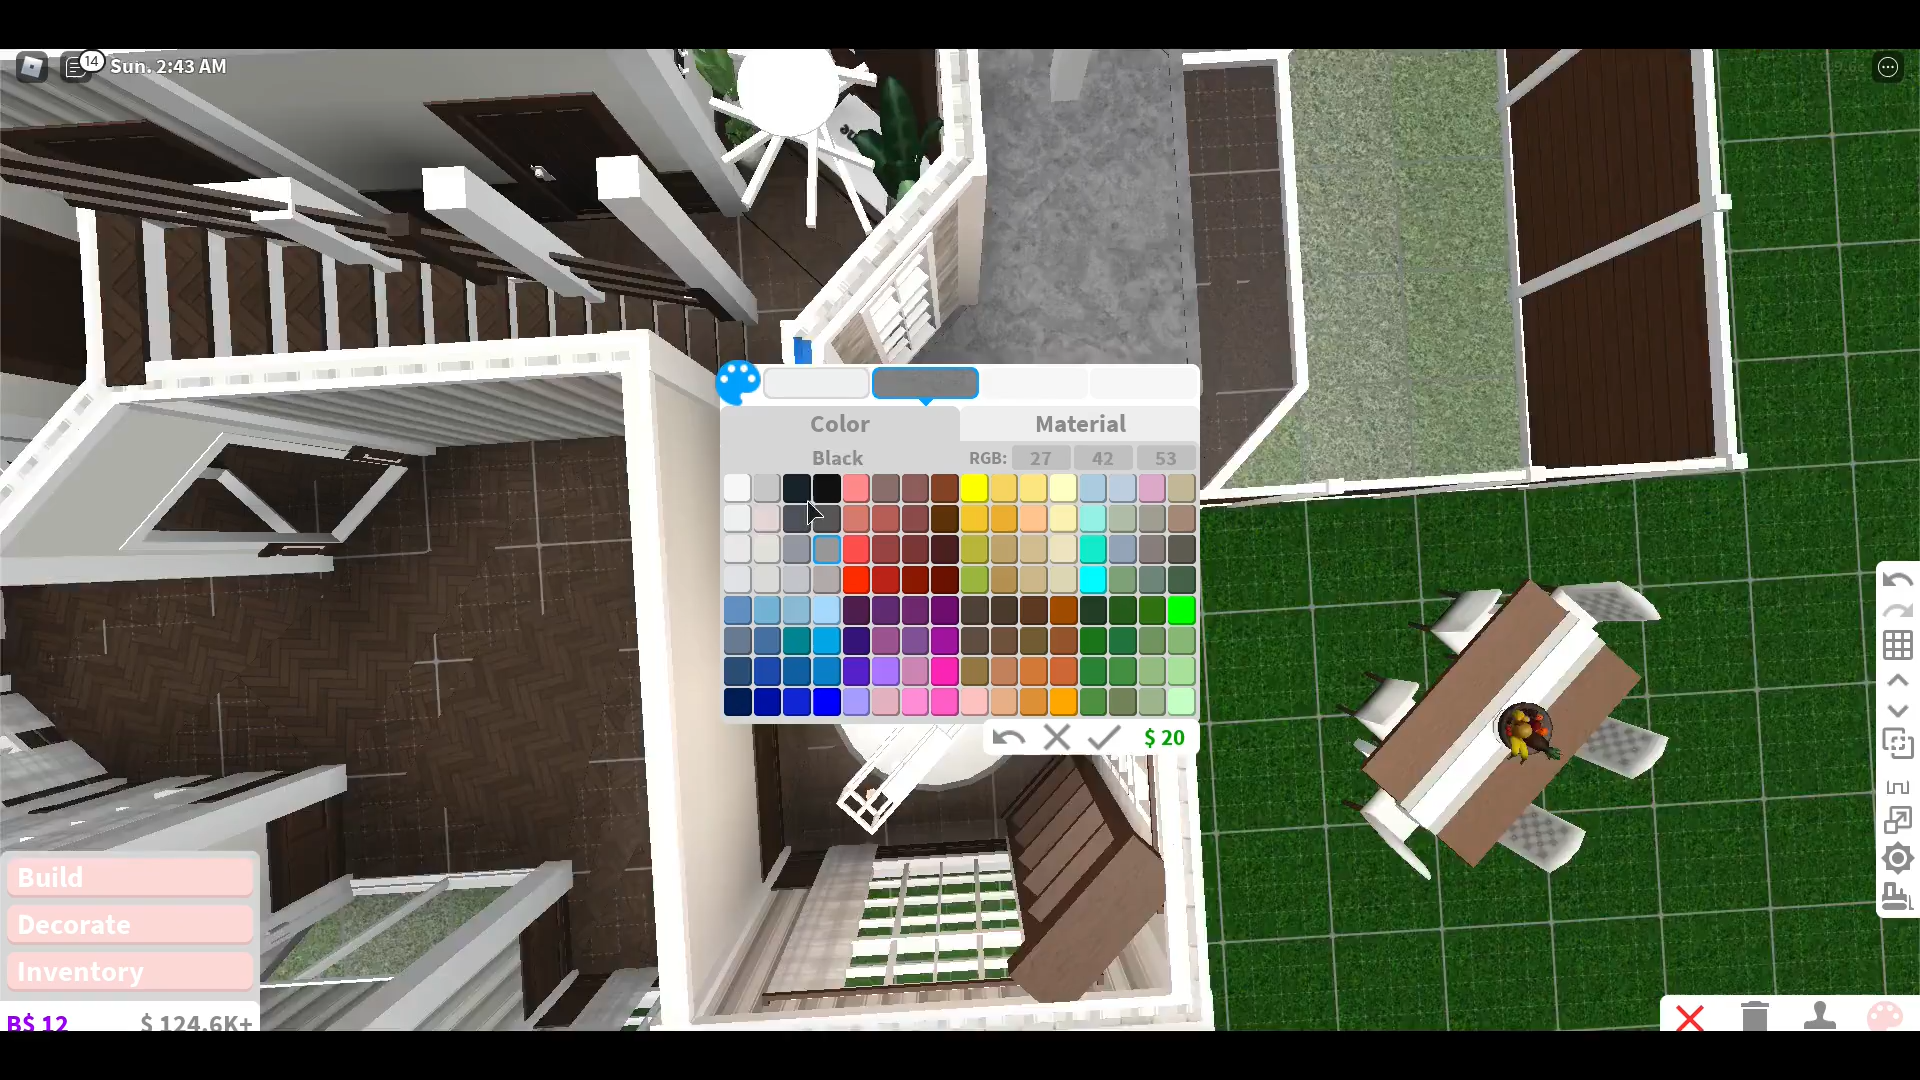 14
Sun. 2:43 AM
Color
Material
Black
RGB: 27 42 53
$ 20
Build
Decorate
Inventory
B$ 12
$ 124.6K+